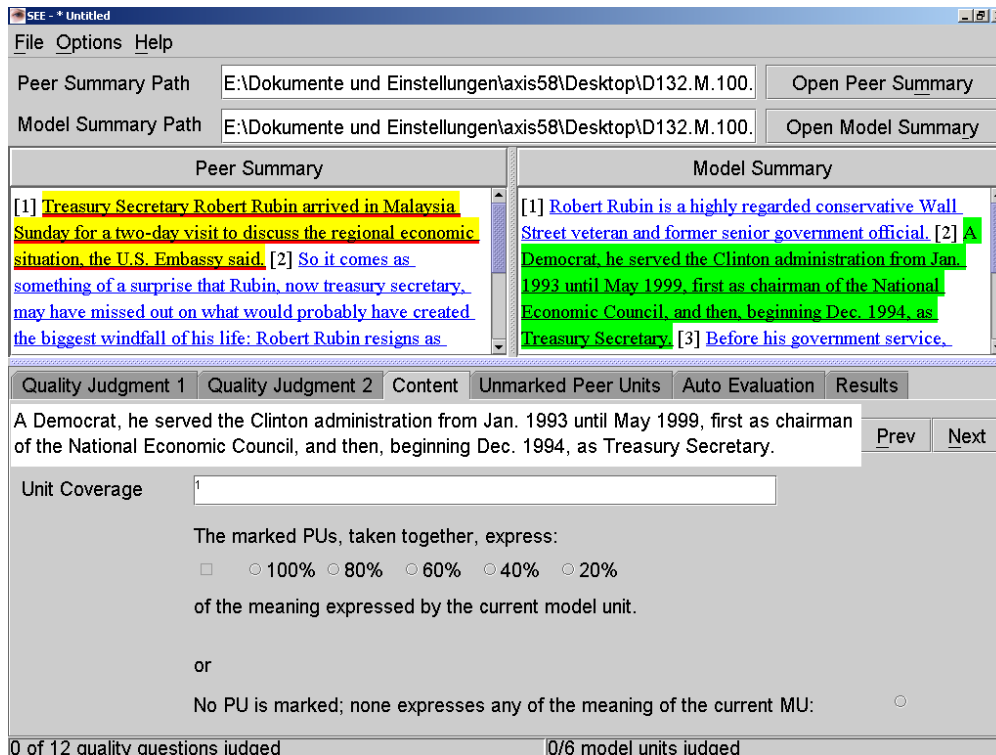 SEE - * Untitled
File Options Help
Peer Summary Path E:\Dokumente und Einstellungen\axis58\Desktop\D132.M.100. Open Peer Summary
Model Summary Path E:\Dokumente und Einstellungen\axis58\Desktop\D132.M.100. Open Model Summary
Peer Summary
[1] Treasury Secretary Robert Rubin arrived in Malaysia
Sunday for a two-day visit to discuss the regional economic
situation, the U.S. Embassy said. [2] So it comes as
something of a surprise that Rubin, now treasury secretary,
may have missed out on what would probably have created
the biggest windfall of his life: Robert Rubin resigns as
Model Summary
[1] Robert Rubin is a highly regarded conservative Wall
Street veteran and former senior government official. [2] A
Democrat, he served the Clinton administration from Jan.
1993 until May 1999, first as chairman of the National
Economic Council, and then, beginning Dec. 1994, as
Treasury Secretary. [3] Before his government service,
Quality Judgment 1 Quality Judgment 2 Content Unmarked Peer Units Auto Evaluation Results
A Democrat, he served the Clinton administration from Jan. 1993 until May 1999, first as chairman
of the National Economic Council, and then, beginning Dec. 1994, as Treasury Secretary.
Prev Next
Unit Coverage 1
The marked PUs, taken together, express:
100% 80% 60% 40% 20%
of the meaning expressed by the current model unit.
or
No PU is marked; none expresses any of the meaning of the current MU:
0 of 12 quality questions judged 0/6 model units judged